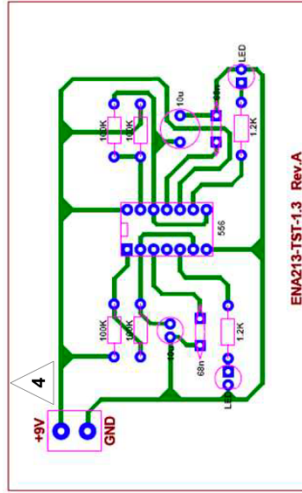 4
+9V
GND
100K
100K
100K
100K
10u
68n
1.2K
LED
556
10u
1.2K
LED
ENA213-TST-1.3 Rev.A